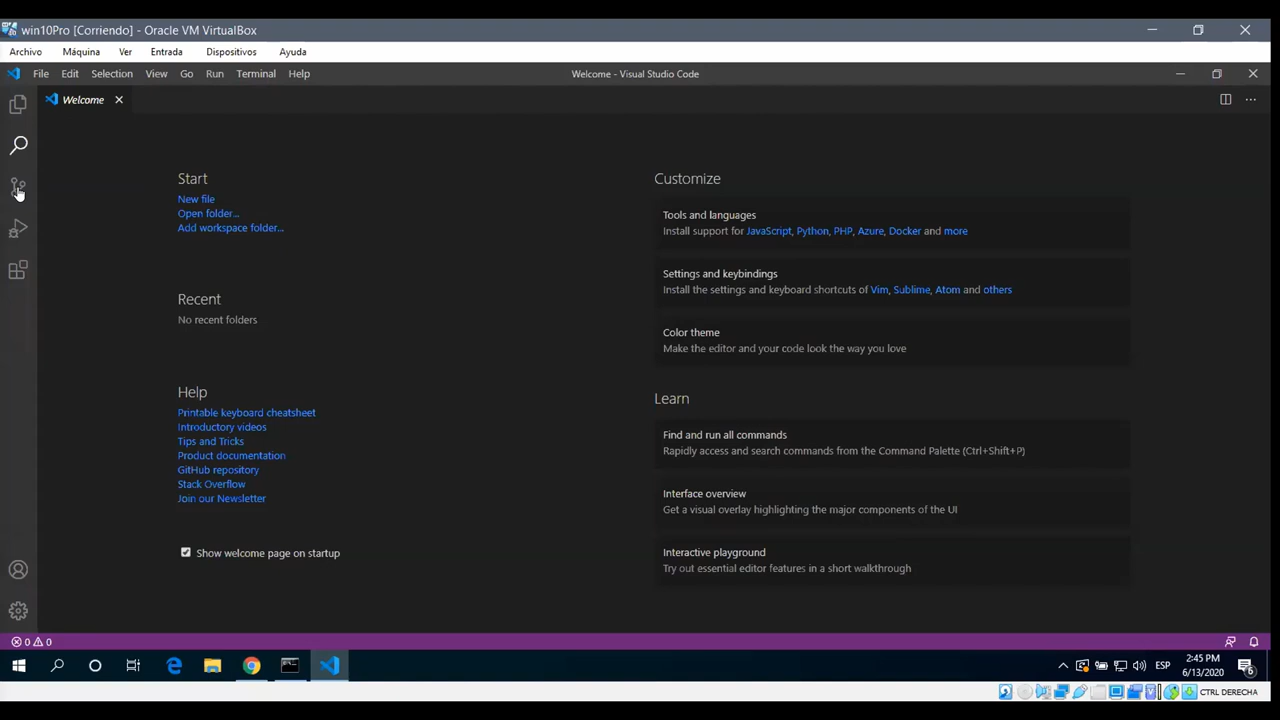 win10Pro [Corriendo] - Oracle VM VirtualBox
Archivo Máquina Ver Entrada Dispositivos Ayuda
File Edit Selection View Go Run Terminal Help Welcome - Visual Studio Code
Welcome
Start
New file
Open folder...
Add workspace folder...
Recent
No recent folders
Help
Printable keyboard cheatsheet
Introductory videos
Tips and Tricks
Product documentation
GitHub repository
Stack Overflow
Join our Newsletter
Show welcome page on startup
Customize
Tools and languages
Install support for JavaScript, Python, PHP, Azure, Docker and more
Settings and keybindings
Install the settings and keyboard shortcuts of Vim, Sublime, Atom and others
Color theme
Make the editor and your code look the way you love
Learn
Find and run all commands
Rapidly access and search commands from the Command Palette (Ctrl+Shift+P)
Interface overview
Get a visual overlay highlighting the major components of the UI
Interactive playground
Try out essential editor features in a short walkthrough
0 0
ESP
2:45 PM
6/13/2020
6
CTRL DERECHA